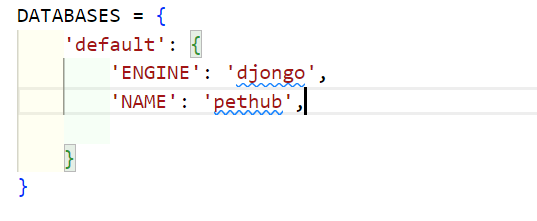 DATABASES = {
    'default': {
        'ENGINE': 'djongo',
        'NAME': 'pethub',
    }
}